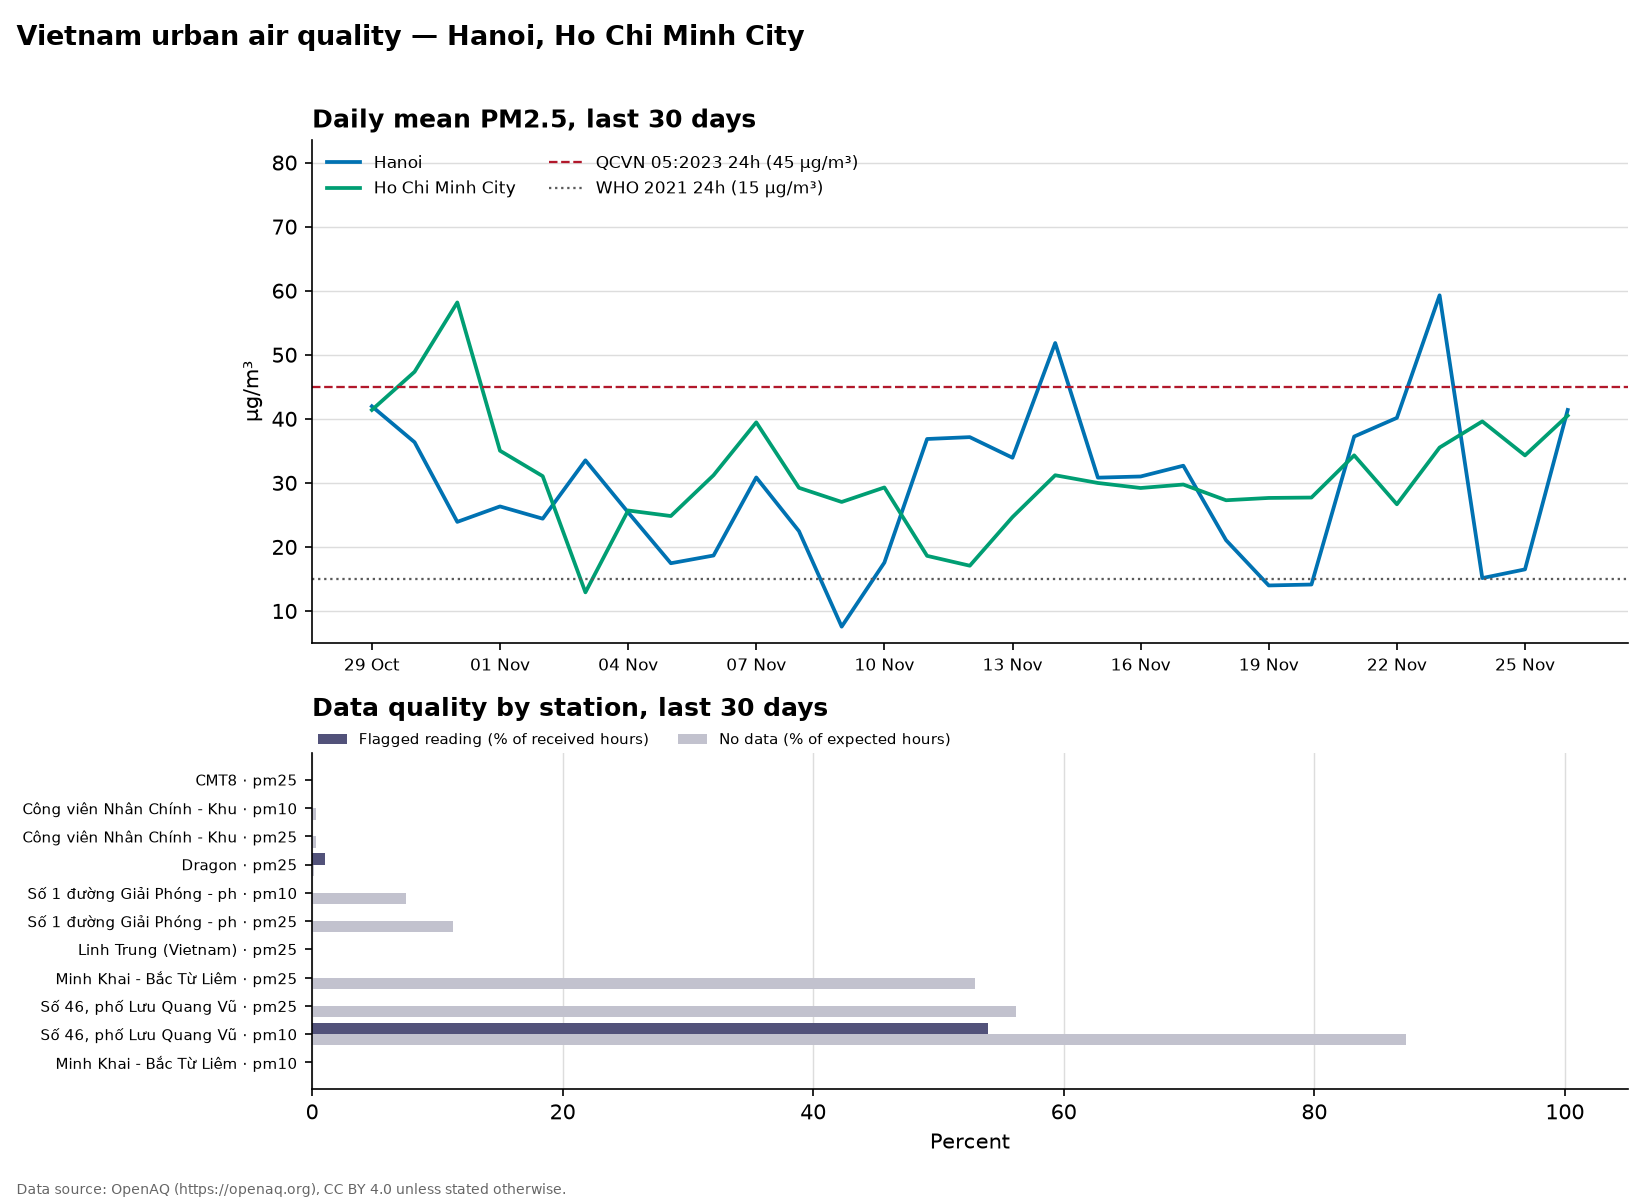 Vietnam urban air quality — Hanoi, Ho Chi Minh City
Daily mean PM2.5, last 30 days
Hanoi
Ho Chi Minh City
QCVN 05:2023 24h (45 µg/m³)
WHO 2021 24h (15 µg/m³)
µg/m³
80
70
60
50
40
30
20
10
29 Oct
01 Nov
04 Nov
07 Nov
10 Nov
13 Nov
16 Nov
19 Nov
22 Nov
25 Nov
Data quality by station, last 30 days
Flagged reading (% of received hours)
No data (% of expected hours)
CMT8 · pm25
Công viên Nhân Chính - Khu · pm10
Công viên Nhân Chính - Khu · pm25
Dragon · pm25
Số 1 đường Giải Phóng - ph · pm10
Số 1 đường Giải Phóng - ph · pm25
Linh Trung (Vietnam) · pm25
Minh Khai - Bắc Từ Liêm · pm25
Số 46, phố Lưu Quang Vũ · pm25
Số 46, phố Lưu Quang Vũ · pm10
Minh Khai - Bắc Từ Liêm · pm10
0
20
40
60
80
100
Percent
Data source: OpenAQ (https://openaq.org), CC BY 4.0 unless stated otherwise.